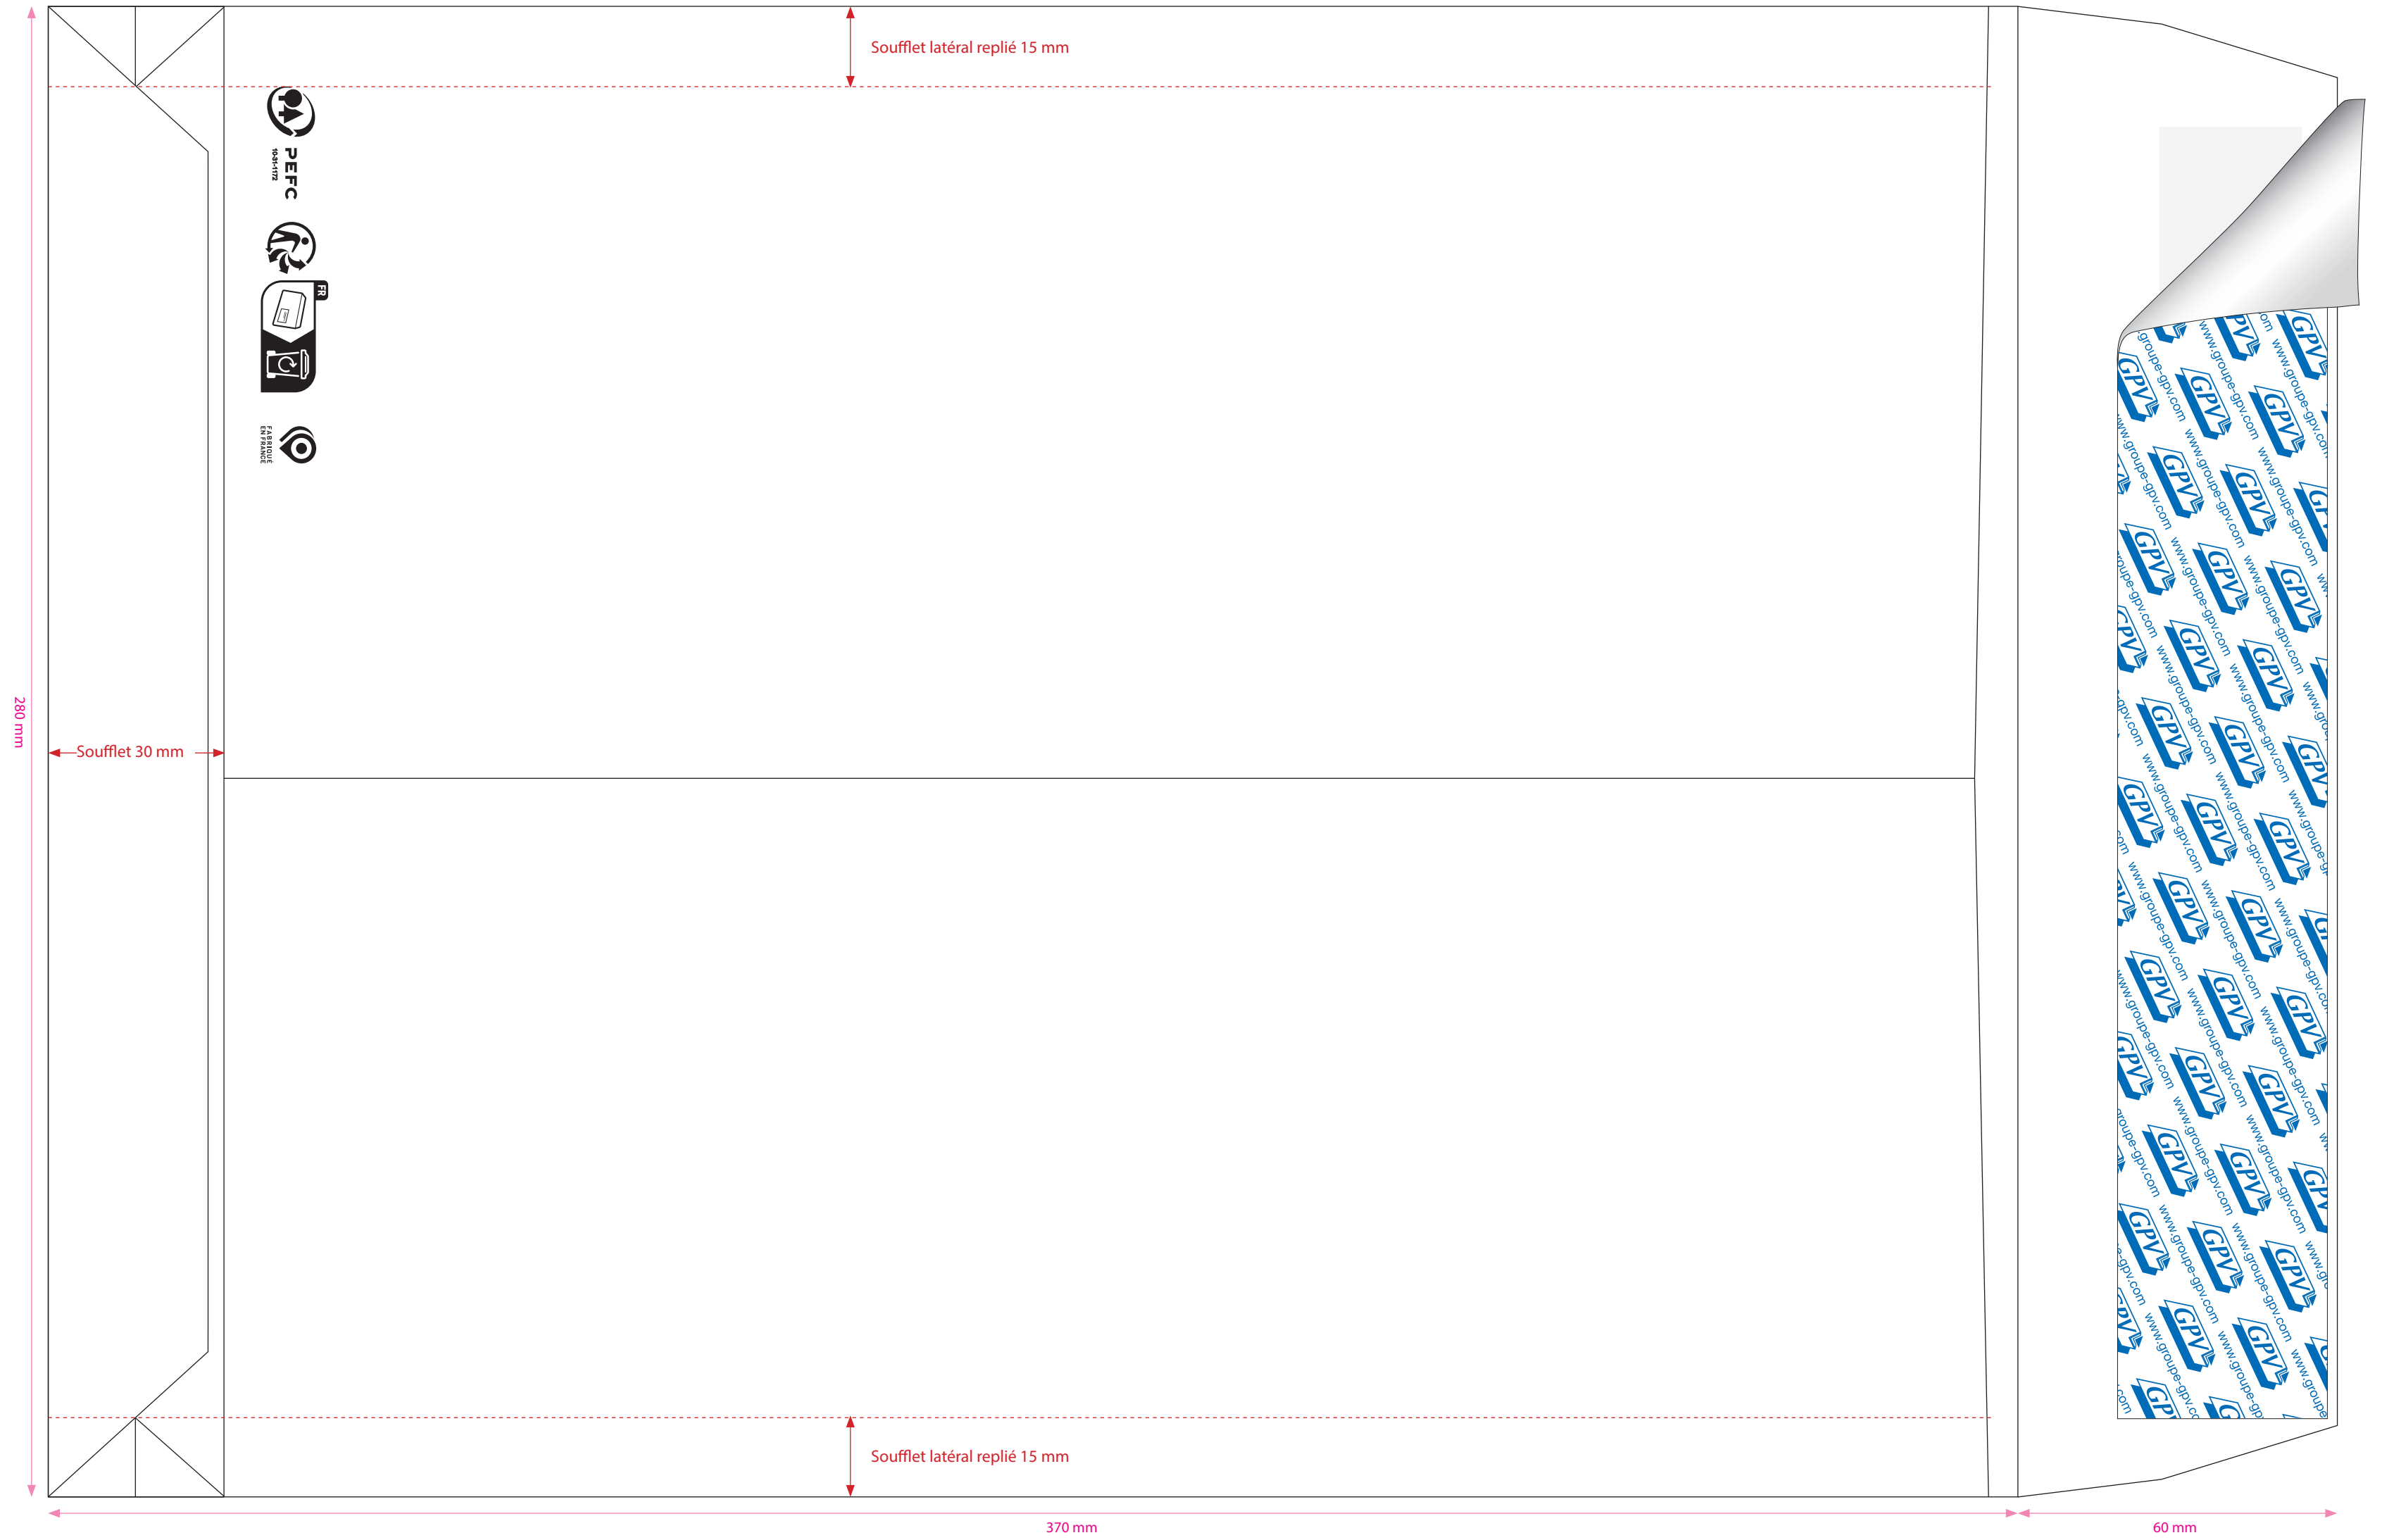 Soufflet latéral replié 15 mm
PEFC
10-31-1172
FR
FABRIQUÉ
EN FRANCE
280 mm
Soufflet 30 mm
GPV
www.groupe-gpv.com
Soufflet latéral replié 15 mm
370 mm
60 mm